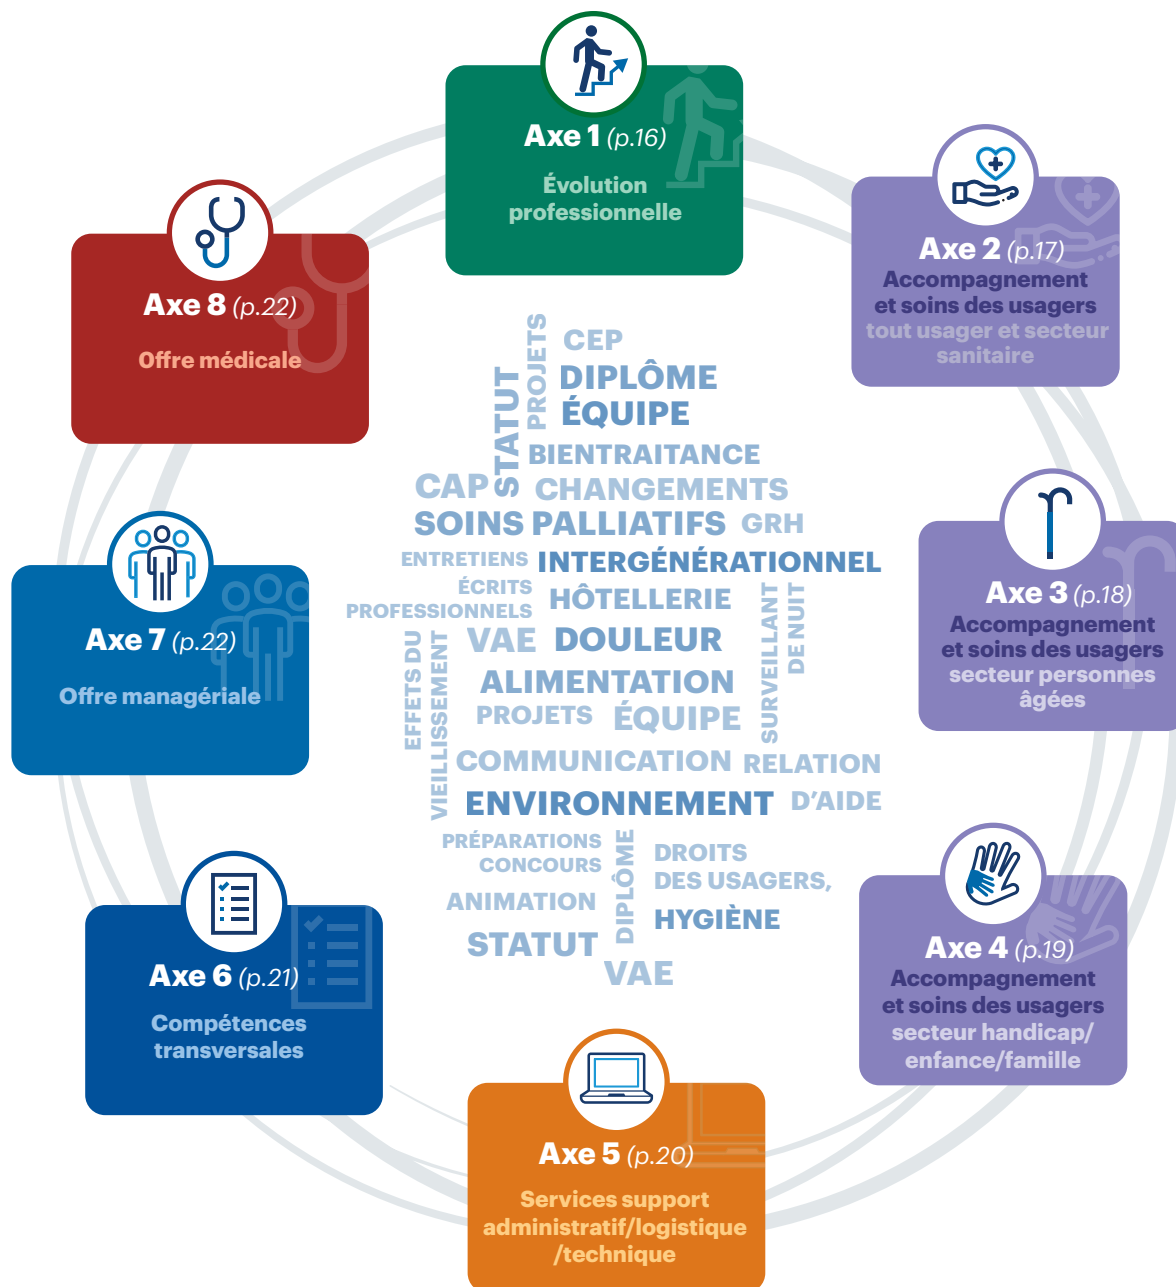 Axe 1 (p.16)
Évolution
professionnelle
Axe 2 (p.17)
Accompagnement
et soins des usagers
tout usager et secteur
sanitaire
Axe 3 (p.18)
Accompagnement
et soins des usagers
secteur personnes
âgées
Axe 4 (p.19)
Accompagnement
et soins des usagers
secteur handicap/
enfance/famille
Axe 5 (p.20)
Services support
administratif/logistique
/technique
Axe 6 (p.21)
Compétences
transversales
Axe 7 (p.22)
Offre managériale
Axe 8 (p.22)
Offre médicale
STATUT
PROJETS
CEP
DIPLÔME
ÉQUIPE
BIENTRAITANCE
CAP
CHANGEMENTS
SOINS PALLIATIFS
GRH
ENTRETIENS
INTERGÉNÉRATIONNEL
ÉCRITS
PROFESSIONNELS
HÔTELLERIE
SURVEILLANT
DE NUIT
EFFETS DU
VIEILLISSEMENT
VAE
DOULEUR
ALIMENTATION
PROJETS
ÉQUIPE
COMMUNICATION
RELATION
D'AIDE
ENVIRONNEMENT
PRÉPARATIONS
CONCOURS
DIPLÔME
DROITS
DES USAGERS,
ANIMATION
HYGIÈNE
STATUT
VAE